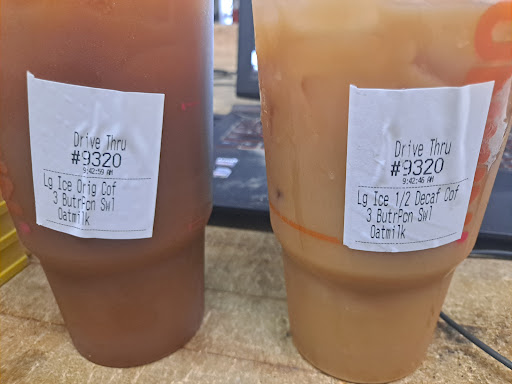 Drive Thru
#9320
9:42:59 AM
Lg Ice Orig Cof
3 ButrPcn Swl
Oatmilk
Drive Thru
#9320
9:42:46 AM
Lg Ice 1/2 Decaf Cof
3 ButrPcn Swl
Oatmilk